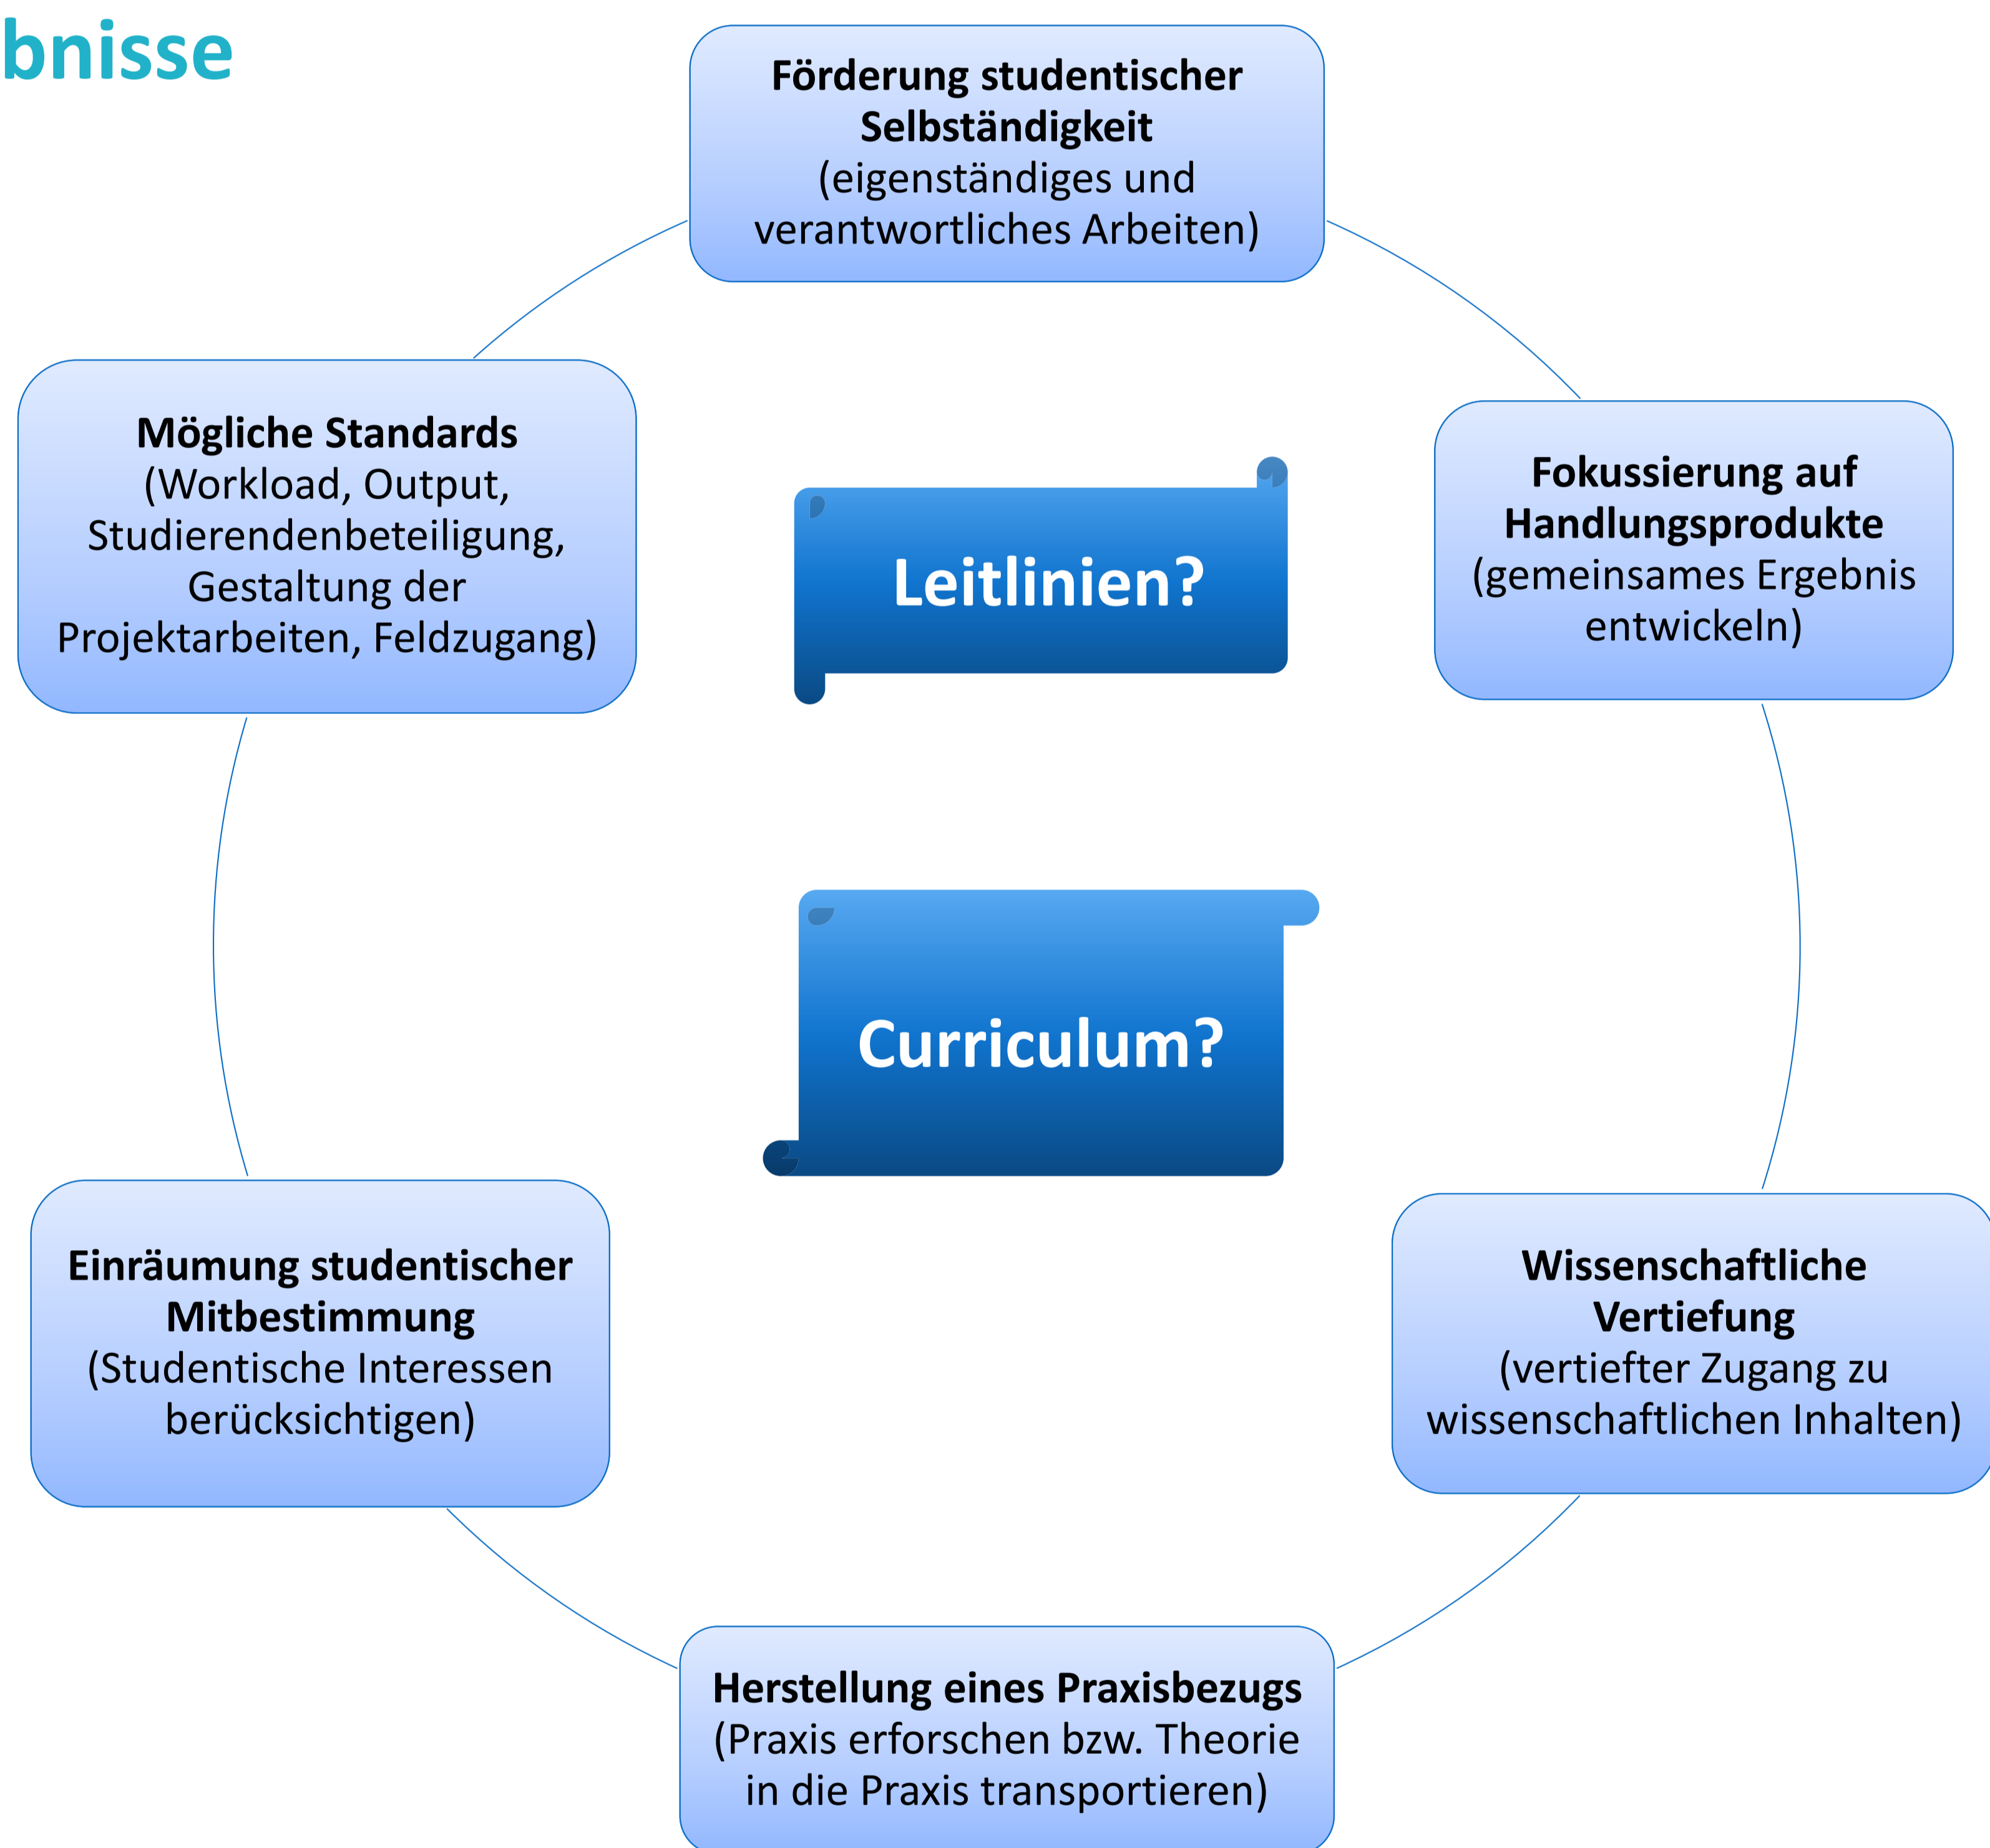 bnisse
Förderung studentischer
Selbständigkeit
(eigenständiges und
verantwortliches Arbeiten)
Mögliche Standards
(Workload, Output,
Studierendenbeteiligung,
Gestaltung der
Projektarbeiten, Feldzugang)
Leitlinien?
Fokussierung auf
Handlungsprodukte
(gemeinsames Ergebnis
entwickeln)
Curriculum?
Einräumung studentischer
Mitbestimmung
(Studentische Interessen
berücksichtigen)
Wissenschaftliche
Vertiefung
(vertiefter Zugang zu
wissenschaftlichen Inhalten)
Herstellung eines Praxisbezugs
(Praxis erforschen bzw. Theorie
in die Praxis transportieren)